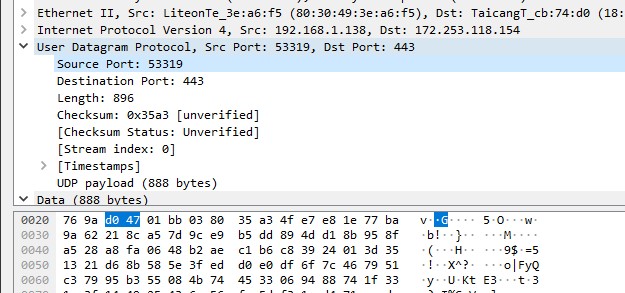 Ethernet II, Src: LiteonTe_3e:a6:f5 (80:30:49:3e:a6:f5), Dst: TaicangT_cb:74:d0 (18:
Internet Protocol Version 4, Src: 192.168.1.138, Dst: 172.253.118.154
User Datagram Protocol, Src Port: 53319, Dst Port: 443
Source Port: 53319
Destination Port: 443
Length: 896
Checksum: 0x35a3 [unverified]
[Checksum Status: Unverified]
[Stream index: 0]
[Timestamps]
UDP payload (888 bytes)
Data (888 bytes)
0020 76 9a d0 47 01 bb 03 80 35 a3 4f e7 e8 1e 77 ba v··G···· 5·O···w·
0030 9a 62 21 8c a5 7d 9c e9 b5 dd 89 4d d1 8b 95 8f ·b!··}·· ···M····
0040 a5 28 a8 fa 06 48 b2 ae c1 b6 c8 39 24 01 3d 35 ·(···H·· ···9$·=5
0050 13 21 d6 8b 58 5e 3f ed d0 e0 df 6f 7c 46 79 51 ·!··X^?· ···o|FyQ
0060 c3 79 95 b3 55 08 4b 74 45 33 06 94 88 74 1f 33 ·y··U·Kt E3···t·3